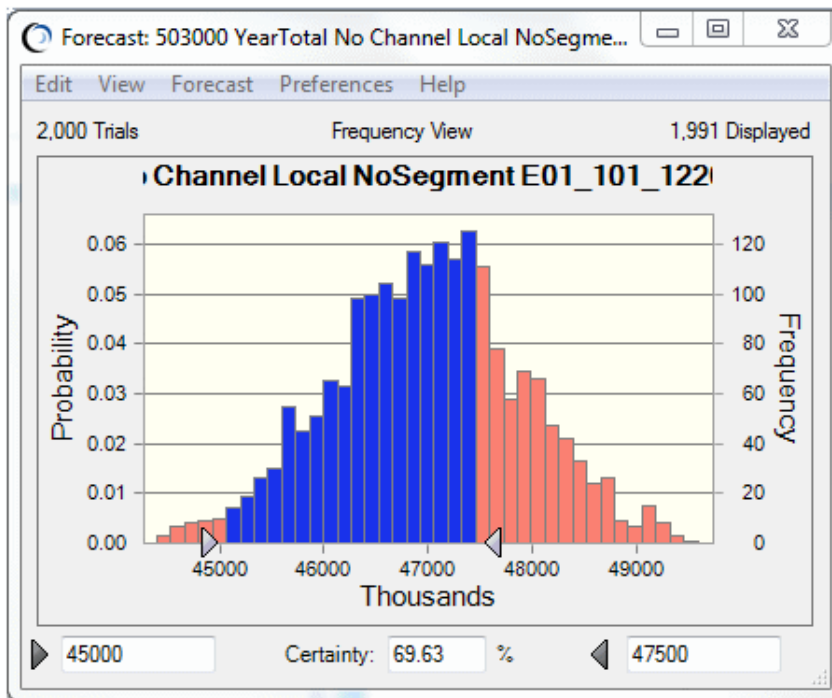 Forecast: 503000 YearTotal No Channel Local NoSegme...
Edit View Forecast Preferences Help
2,000 Trials Frequency View 1,991 Displayed
Channel Local NoSegment E01_101_122
0.06 120
0.05 100
0.04 80
0.03 60
0.02 40
0.01 20
0.00 0
Probability
Frequency
45000 46000 47000 48000 49000
Thousands
45000 Certainty: 69.63 % 47500